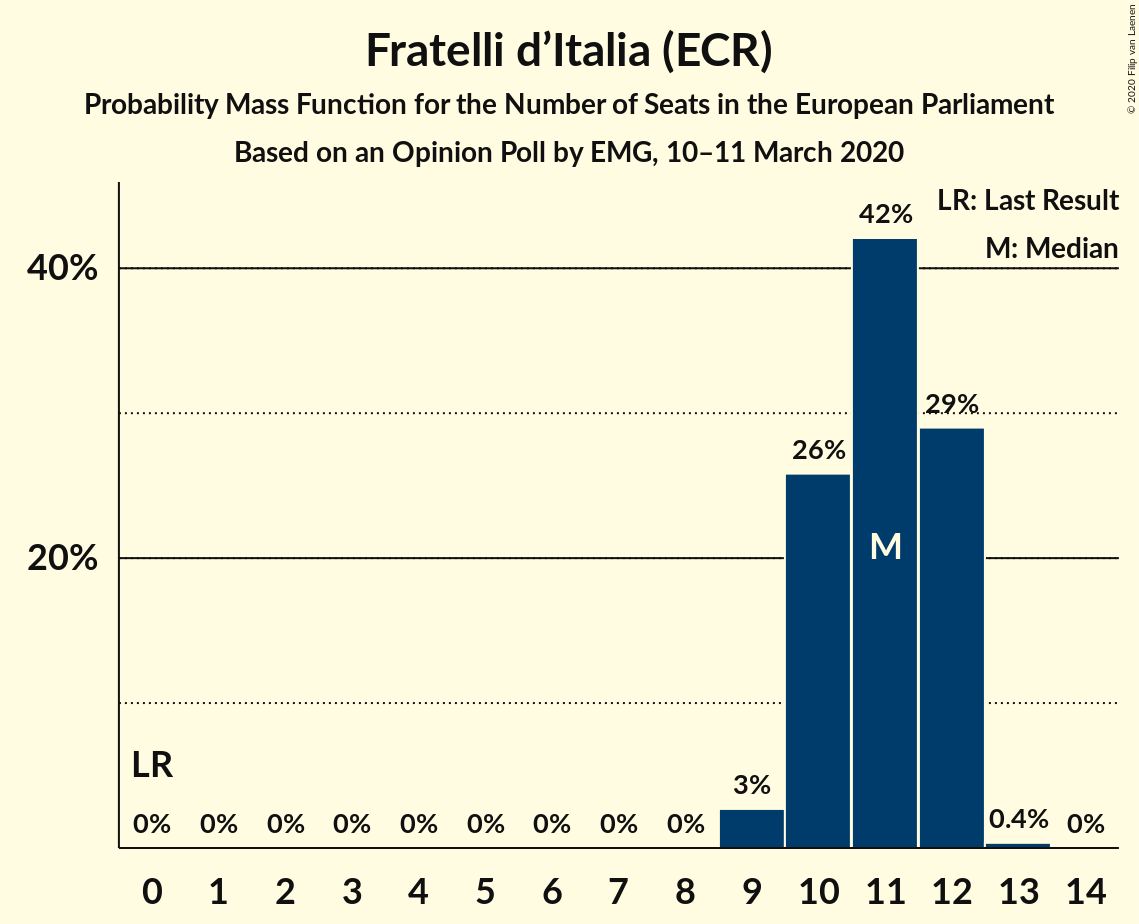 Fratelli d’Italia (ECR)
Probability Mass Function for the Number of Seats in the European Parliament
Based on an Opinion Poll by EMG, 10–11 March 2020
© 2020 Filip van Laenen
LR: Last Result
M: Median
42%
40%
29%
26%
M
20%
LR
3%
0% 0% 0% 0% 0% 0% 0% 0% 0% 0.4% 0%
0 1 2 3 4 5 6 7 8 9 10 11 12 13 14